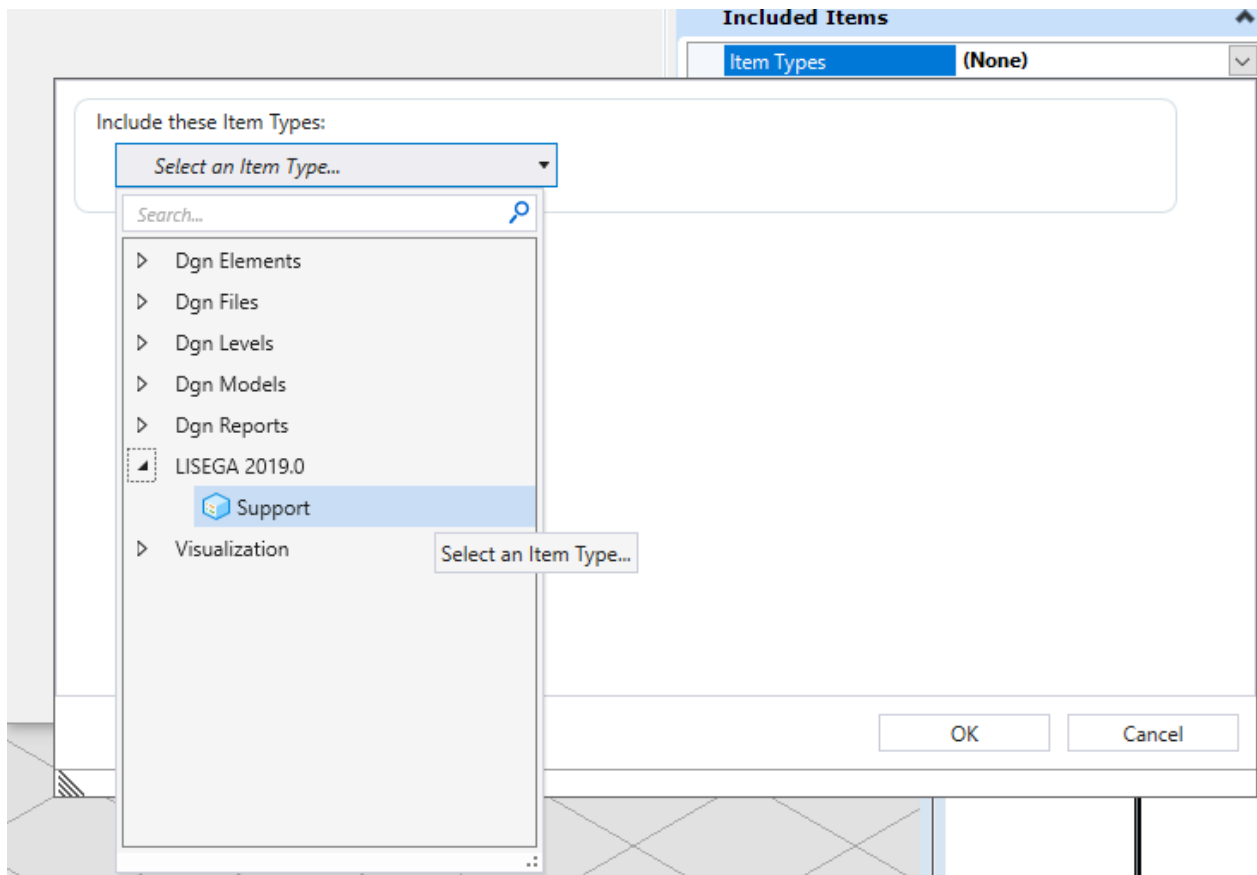 Included Items
Item Types (None)
Include these Item Types:
Select an Item Type...
Search...
Dgn Elements
Dgn Files
Dgn Levels
Dgn Models
Dgn Reports
LISEGA 2019.0
Support
Visualization
Select an Item Type...
OK Cancel